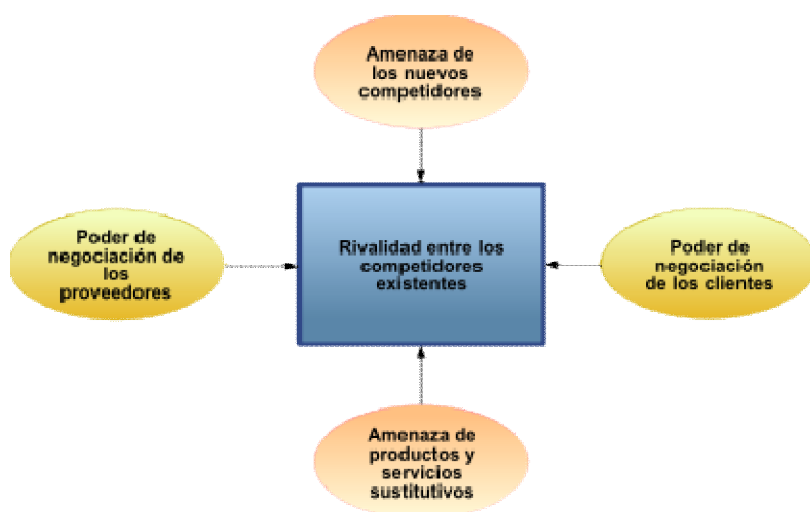 Amenaza de
los nuevos
competidores
Poder de
negociación de
los
proveedores
Rivalidad entre los
competidores
existentes
Poder de
negociación
de los clientes
Amenaza de
productos y
servicios
sustitutivos